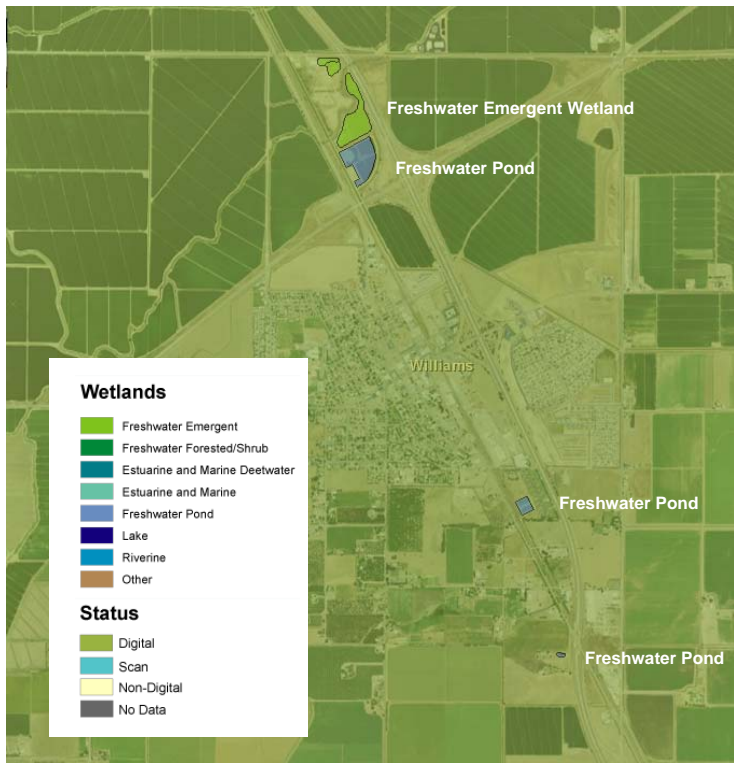 Freshwater Emergent Wetland
Freshwater Pond
Williams
Wetlands
Freshwater Emergent
Freshwater Forested/Shrub
Estuarine and Marine Deetwater
Estuarine and Marine
Freshwater Pond
Lake
Riverine
Other
Status
Digital
Scan
Non-Digital
No Data
Freshwater Pond
Freshwater Pond